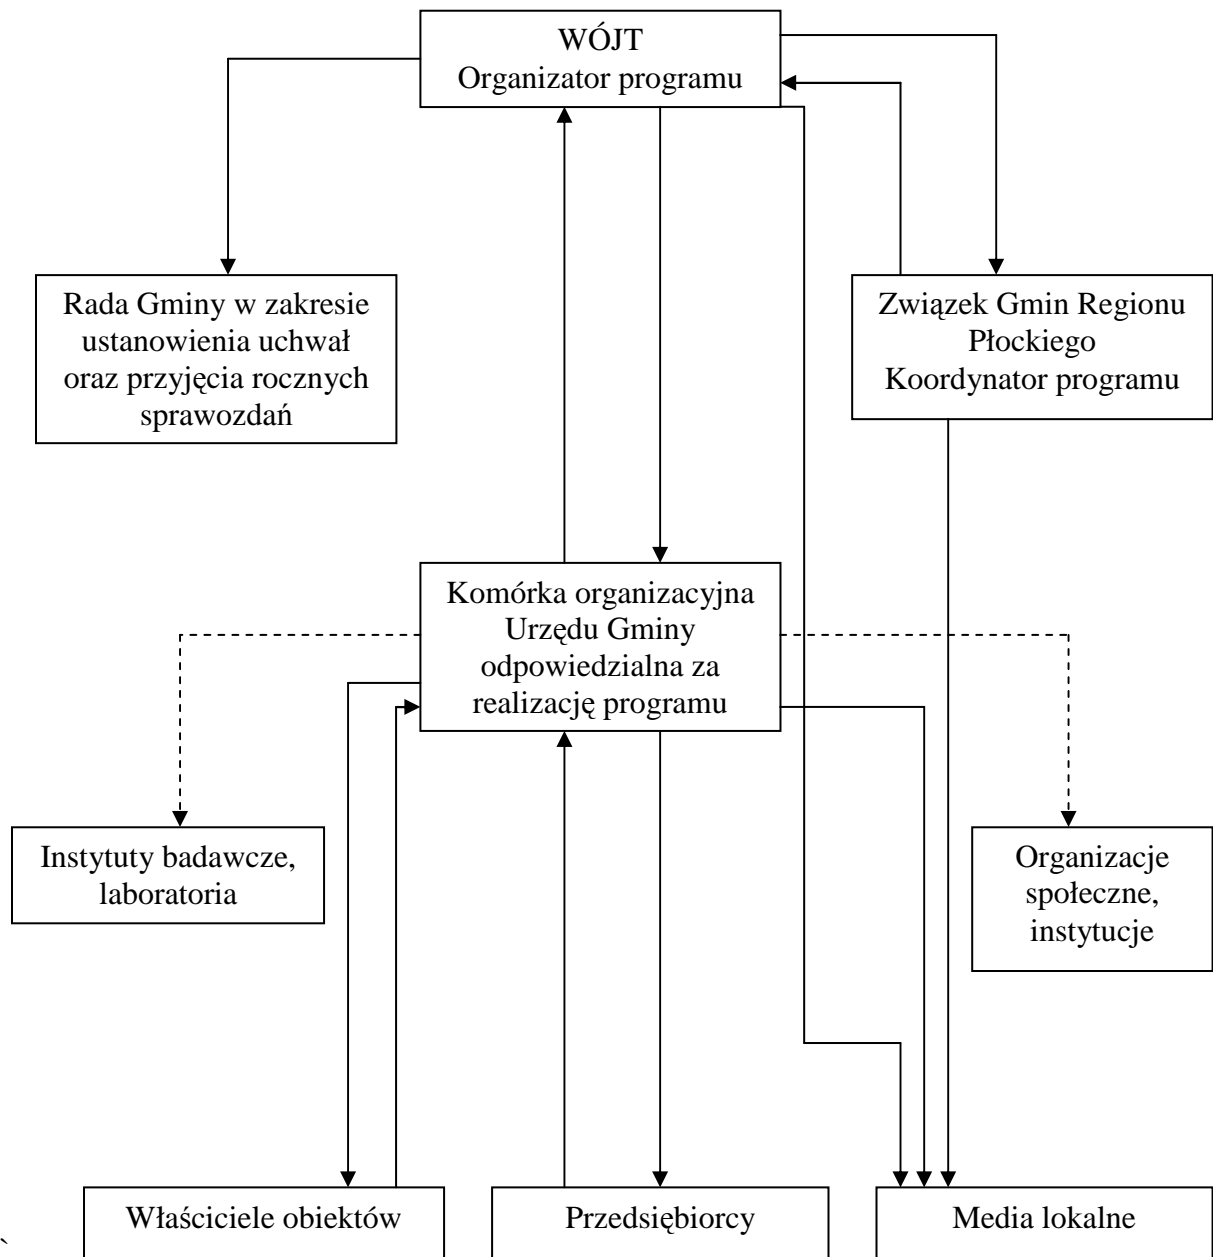 WÓJT
Organizator programu
Rada Gminy w zakresie
ustanowienia uchwał
oraz przyjęcia rocznych
sprawozdań
Związek Gmin Regionu
Płockiego
Koordynator programu
Komórka organizacyjna
Urzędu Gminy
odpowiedzialna za
realizację programu
Instytuty badawcze,
laboratoria
Organizacje
społeczne,
instytucje
Właściciele obiektów
Przedsiębiorcy
Media lokalne
`